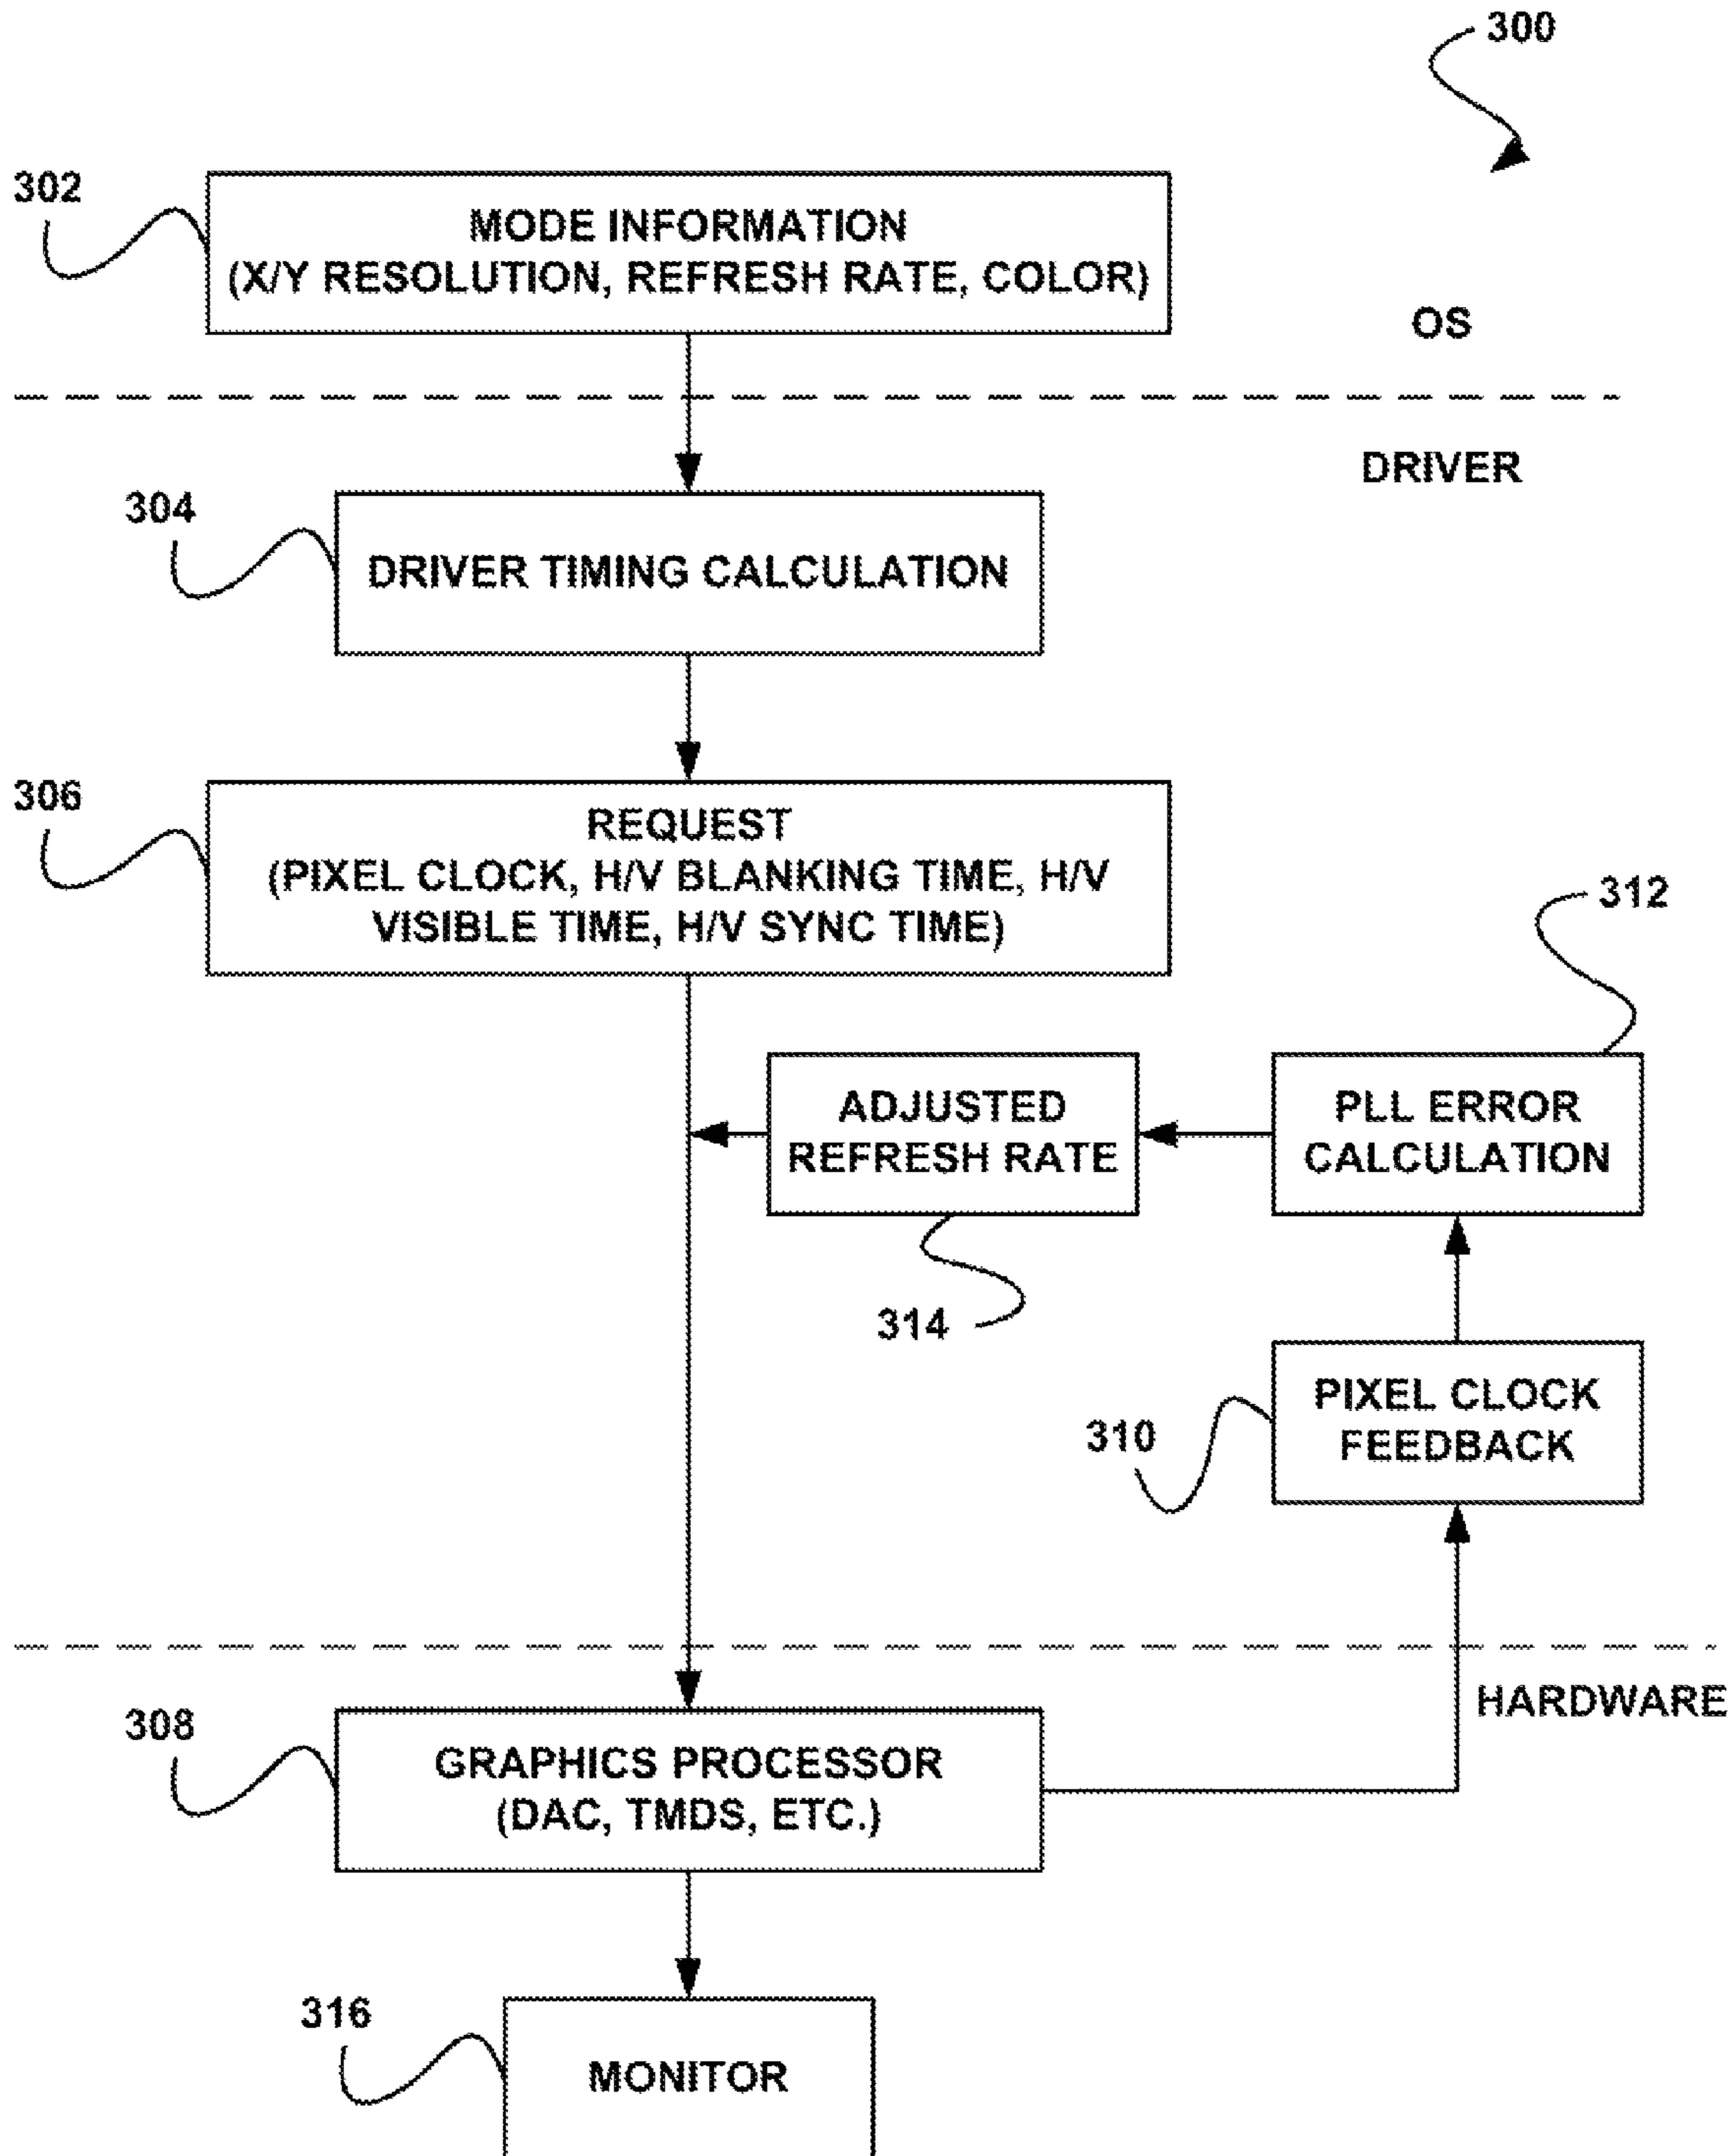 300
302
MODE INFORMATION
(X/Y RESOLUTION, REFRESH RATE, COLOR)
OS
DRIVER
304
DRIVER TIMING CALCULATION
306
REQUEST
(PIXEL CLOCK, H/V BLANKING TIME, H/V
VISIBLE TIME, H/V SYNC TIME)
312
ADJUSTED
REFRESH RATE
PLL ERROR
CALCULATION
314
310
PIXEL CLOCK
FEEDBACK
HARDWARE
308
GRAPHICS PROCESSOR
(DAC, TMDS, ETC.)
316
MONITOR